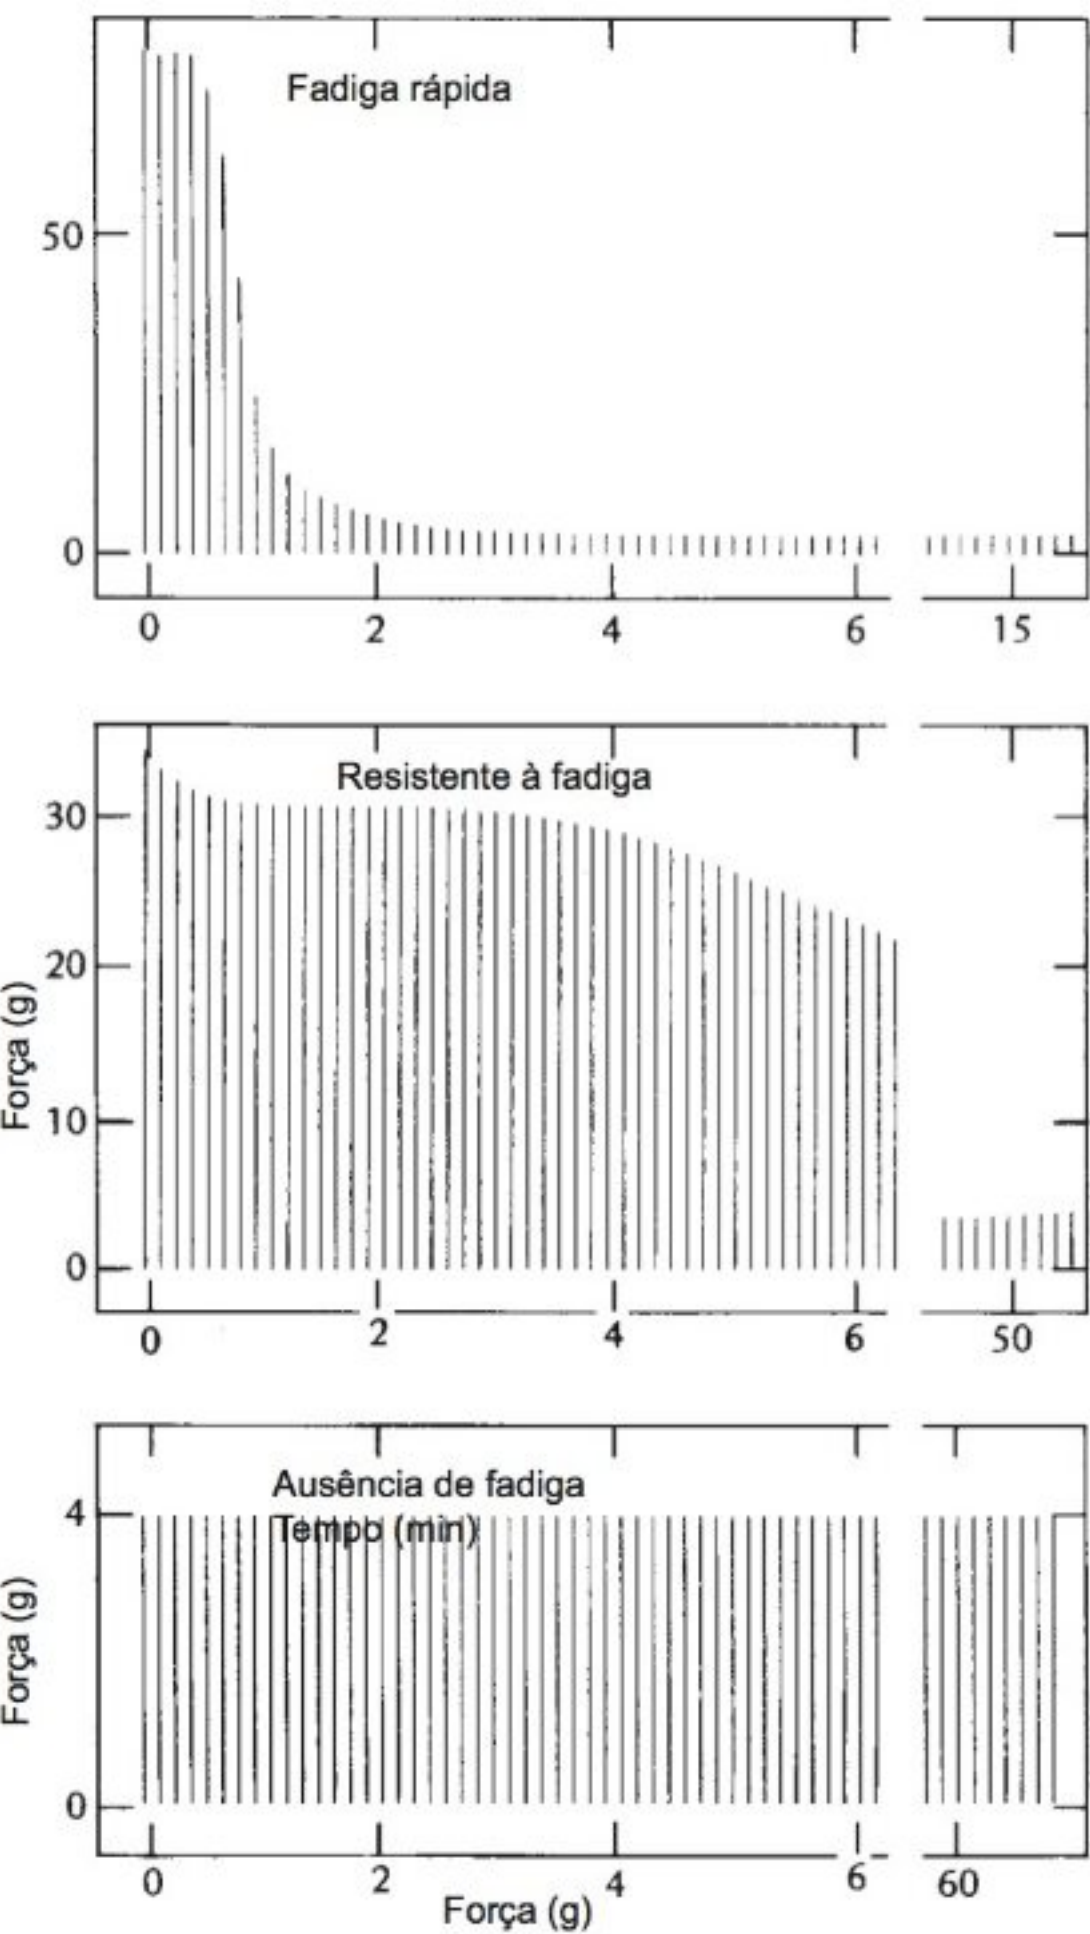 Fadiga rápida
50
0
0 2 4 6 15
Resistente à fadiga
30
20
10
0
Força (g)
0 2 4 6 50
Ausência de fadiga
Tempo (min)
4
0
Força (g)
0 2 4 6 60
Força (g)